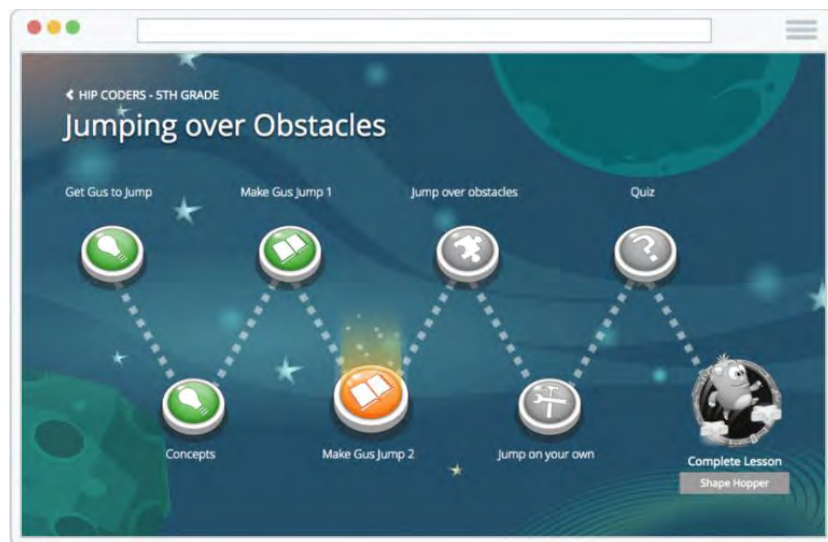 HIP CODERS - 5TH GRADE
Jumping over Obstacles
Get Gus to Jump
Make Gus Jump 1
Jump over obstacles
Quiz
Concepts
Make Gus Jump 2
Jump on your own
Complete Lesson
Shape Hopper